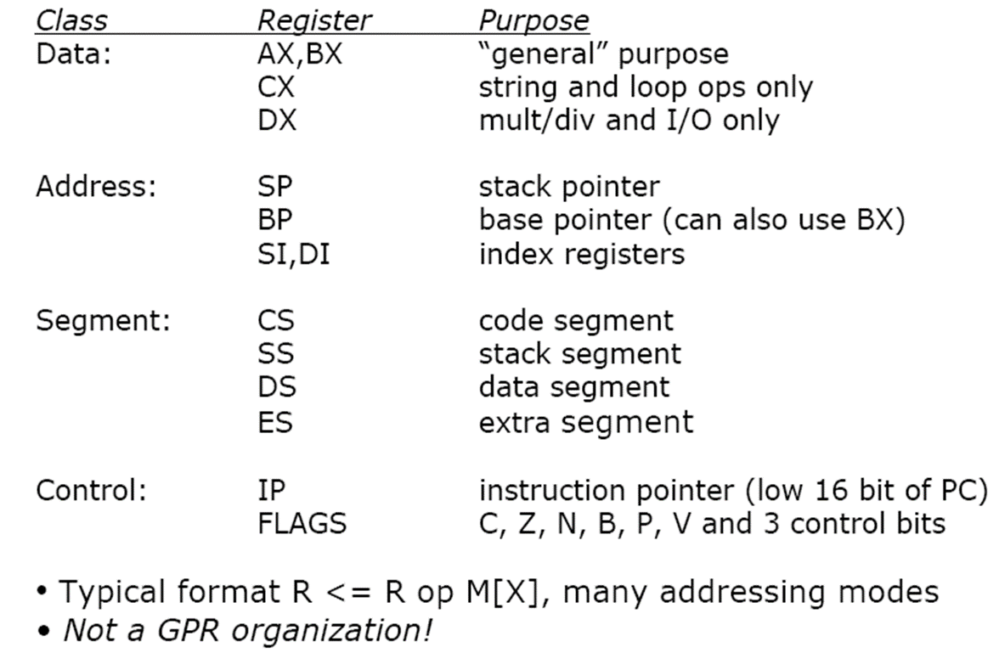 Class Register Purpose
Data: AX,BX “general” purpose
CX string and loop ops only
DX mult/div and I/O only
Address: SP stack pointer
BP base pointer (can also use BX)
SI,DI index registers
Segment: CS code segment
SS stack segment
DS data segment
ES extra segment
Control: IP instruction pointer (low 16 bit of PC)
FLAGS C, Z, N, B, P, V and 3 control bits
• Typical format R <= R op M[X], many addressing modes
• Not a GPR organization!